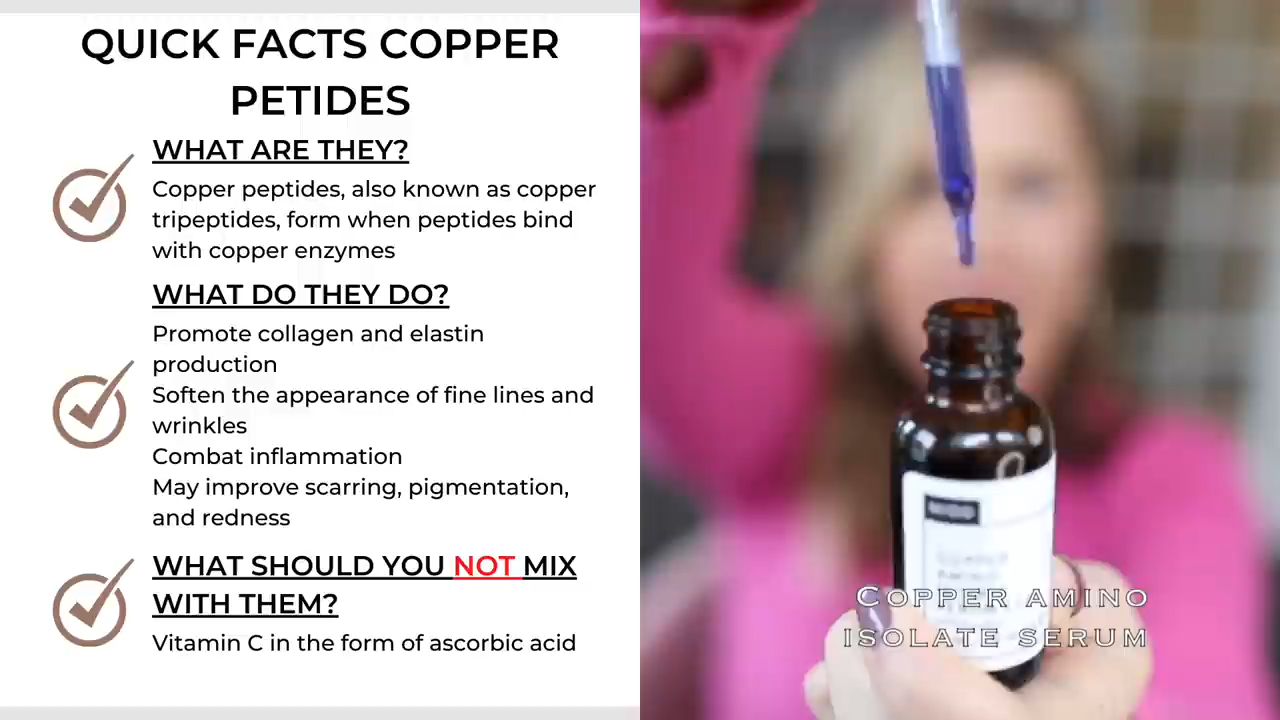 QUICK FACTS COPPER
PETIDES
WHAT ARE THEY?
Copper peptides, also known as copper
tripeptides, form when peptides bind
with copper enzymes
WHAT DO THEY DO?
Promote collagen and elastin
production
Soften the appearance of fine lines and
wrinkles
Combat inflammation
May improve scarring, pigmentation,
and redness
WHAT SHOULD YOU NOT MIX
WITH THEM?
Vitamin C in the form of ascorbic acid
COPPER AMINO
ISOLATE SERUM